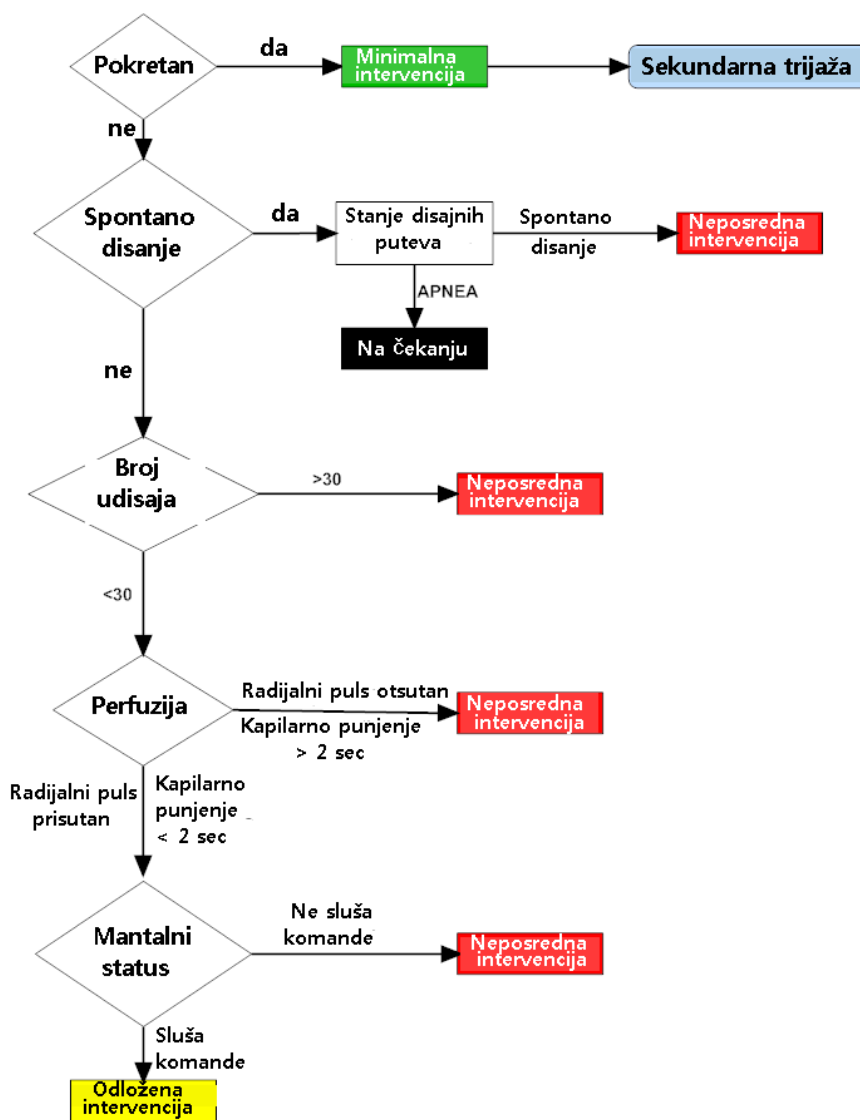 Pokretan
da
Minimalna
intervencija
Sekundarna trijaža
ne
Spontano
disanje
da
Stanje disajnih
puteva
Spontano
disanje
Neposredna
intervencija
APNEA
Na čekanju
ne
Broj
udisaja
>30
Neposredna
intervencija
<30
Perfuzija
Radijalni puls otsutan
Kapilarno punjenje
> 2 sec
Neposredna
intervencija
Radijalni puls
prisutan
Kapilarno
punjenje
< 2 sec
Mantalni
status
Ne sluša
komande
Neposredna
intervencija
Sluša
komande
Odložena
intervencija